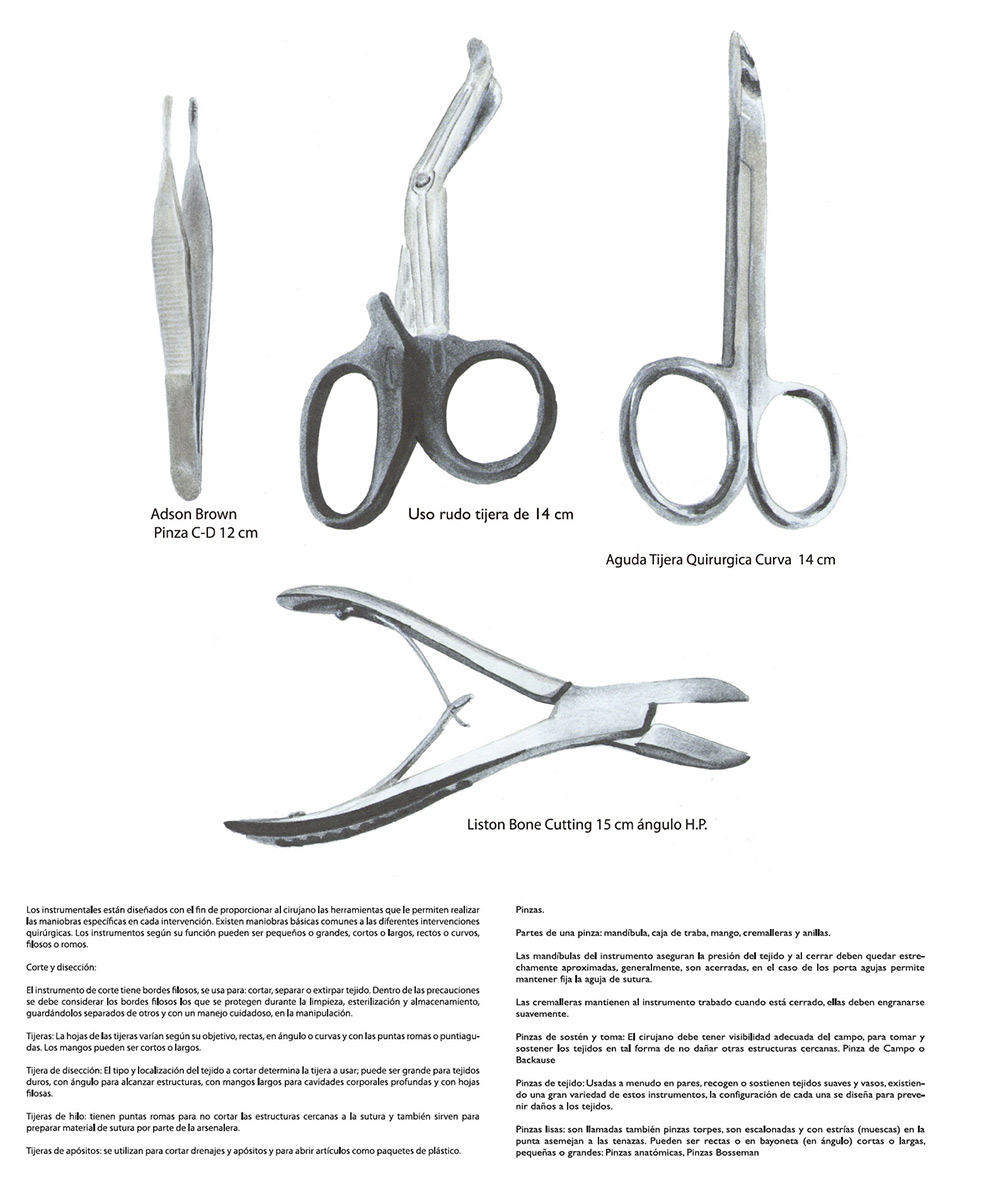 Adson Brown
Pinza C-D 12 cm
Uso rudo tijera de 14 cm
Aguda Tijera Quirurgica Curva 14 cm
Liston Bone Cutting 15 cm ángulo H.P.
Los instrumentales están diseñados con el fin de proporcionar al cirujano las herramientas que le permiten realizar
las maniobras específicas en cada intervención. Existen maniobras básicas comunes a las diferentes intervenciones
quirúrgicas. Los instrumentos según su función pueden ser pequeños o grandes, cortos o largos, rectos o curvos,
filosos o romos.
Corte y disección:
El instrumento de corte tiene bordes filosos, se usa para: cortar, separar o extirpar tejido. Dentro de las precauciones
se debe considerar los bordes filosos los que se protegen durante la limpieza, esterilización y almacenamiento,
guardándolos separados de otros y con un manejo cuidadoso, en la manipulación.
Tijeras: La hojas de las tijeras varían según su objetivo, rectas, en ángulo o curvas y con las puntas romas o puntiagu-
das. Los mangos pueden ser cortos o largos.
Tijera de disección: El tipo y localización del tejido a cortar determina la tijera a usar; puede ser grande para tejidos
duros, con ángulo para alcanzar estructuras, con mangos largos para cavidades corporales profundas y con hojas
filosas.
Tijeras de hilo: tienen puntas romas para no cortar las estructuras cercanas a la sutura y también sirven para
preparar material de sutura por parte de la arsenalera.
Tijeras de apósitos: se utilizan para cortar drenajes y apósitos y para abrir artículos como paquetes de plástico.
Pinzas.
Partes de una pinza: mandíbula, caja de traba, mango, cremalleras y anillas.
Las mandíbulas del instrumento aseguran la presión del tejido y al cerrar deben quedar estre-
chamente aproximadas, generalmente, son acerradas, en el caso de los porta agujas permite
mantener fija la aguja de sutura.
Las cremalleras mantienen al instrumento trabado cuando está cerrado, ellas deben engranarse
suavemente.
Pinzas de sostén y toma: El cirujano debe tener visibilidad adecuada del campo, para tomar y
sostener los tejidos en tal forma de no dañar otras estructuras cercanas. Pinza de Campo o
Backause
Pinzas de tejido: Usadas a menudo en pares, recogen o sostienen tejidos suaves y vasos, existien-
do una gran variedad de estos instrumentos, la configuración de cada una se diseña para preve-
nir daños a los tejidos.
Pinzas lisas: son llamadas también pinzas torpes, son escalonadas y con estrías (muescas) en la
punta asemejan a las tenazas. Pueden ser rectas o en bayoneta (en ángulo) cortas o largas,
pequeñas o grandes: Pinzas anatómicas, Pinzas Bosseman